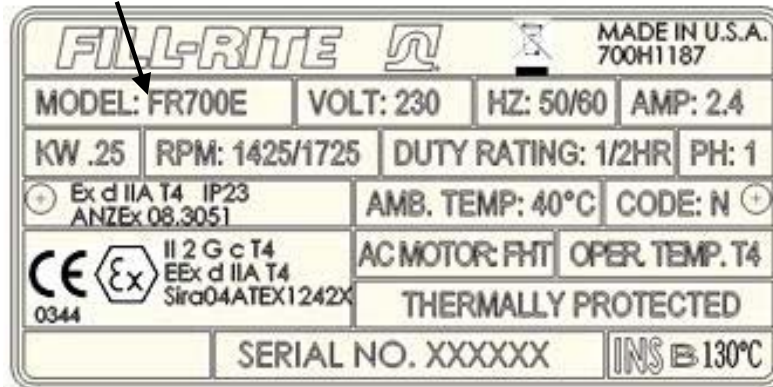 FILL-RITE MADE IN U.S.A.
700H1187
MODEL: FR700E VOLT: 230 HZ: 50/60 AMP: 2.4
KW .25 RPM: 1425/1725 DUTY RATING: 1/2HR PH: 1
Ex d IIA T4 IP23
ANZEx 08.3051
AMB. TEMP: 40°C CODE: N
CE 0344 Ex
II 2 G c T4
EEx d IIA T4
Sira04ATEX1242X
AC MOTOR: FHT OPER. TEMP. T4
THERMALLY PROTECTED
SERIAL NO. XXXXXX INS B 130°C